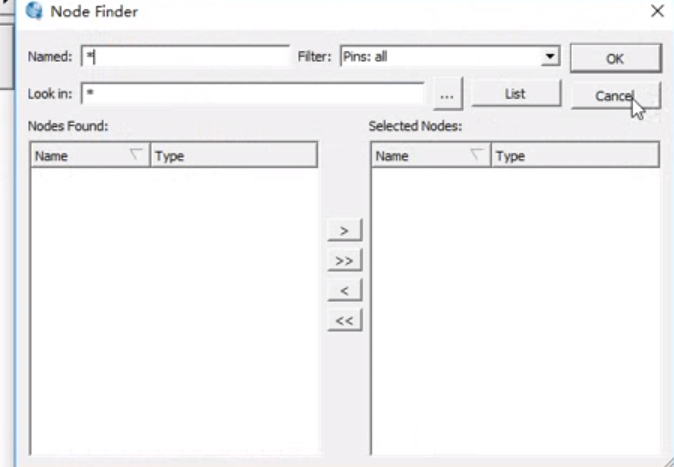 Node Finder
Named: * Filter: Pins: all OK
Look in: * ... List Cancel
Nodes Found: Selected Nodes:
Name Type Name Type
>
>>
<
<<